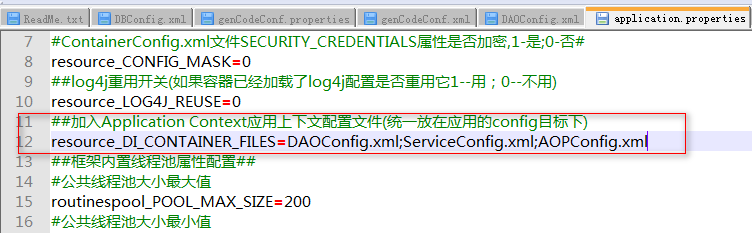 ReadMe.txt DBConfig.xml genCodeConf.properties genCodeConf.xml DAOConfig.xml application.properties
7 #ContainerConfig.xml文件SECURITY_CREDENTIALS属性是否加密,1-是;0-否#
8 resource_CONFIG_MASK=0
9 ##log4j重用开关(如果容器已经加载了log4j配置是否重用它1--用；0--不用)
10 resource_LOG4J_REUSE=0
11 ##加入Application Context应用上下文配置文件(统一放在应用的config目标下)
12 resource_DI_CONTAINER_FILES=DAOConfig.xml;ServiceConfig.xml;AOPConfig.xml
13 ##框架内置线程池属性配置##
14 #公共线程池大小最大值
15 routinespool_POOL_MAX_SIZE=200
16 #公共线程池大小最小值